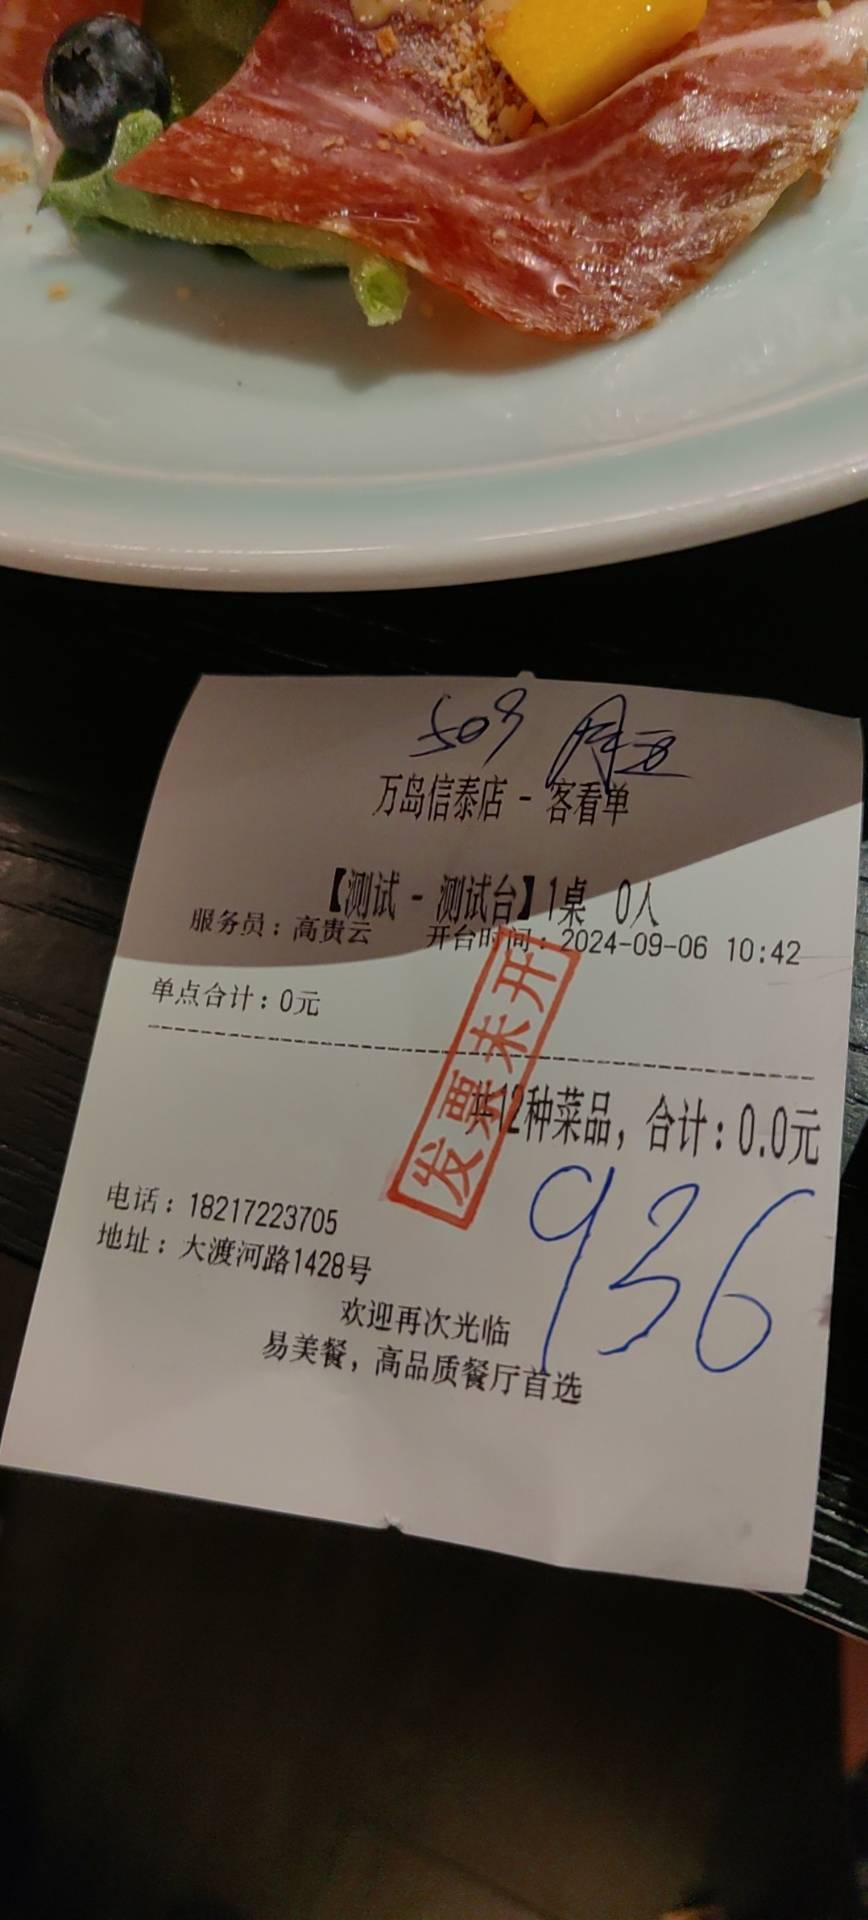 509
万岛信泰店 - 客看单
【测试 - 测试台】1桌 0人
服务员：高贵云 开台时间：2024-09-06 10:42
单点合计：0元
发票未开
共12种菜品，合计：0.0元
936
电话：18217223705
地址：大渡河路1428号
欢迎再次光临
易美餐，高品质餐厅首选